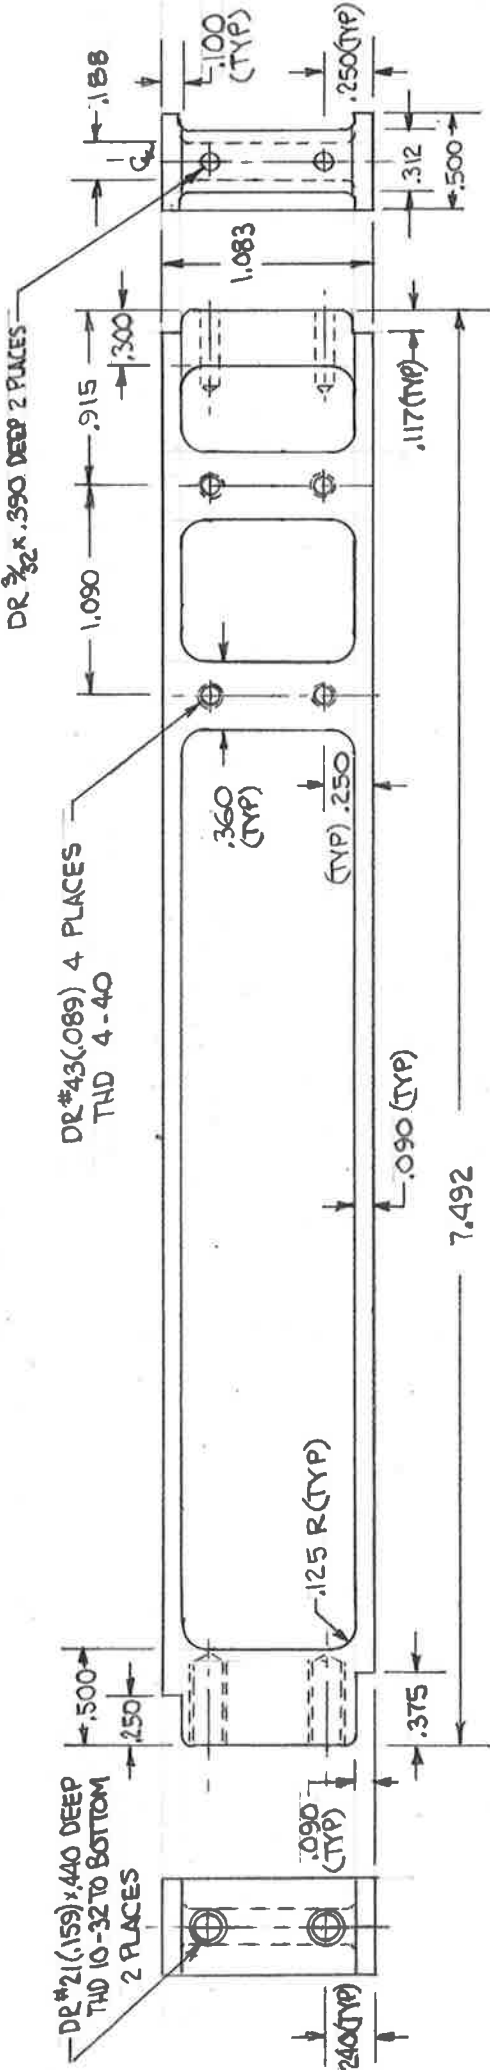 DR 3/32 x .390 DEEP 2 PLACES
.188
.100
(TYP)
.915
.300
1.090
℄
1.083
.250(TYP)
.312
.500
.117(TYP)
DR#43(.089) 4 PLACES
THD 4-40
.360
(TYP)
(TYP) .250
.090 (TYP)
7.492
.125 R(TYP)
.500
.250
.375
.090
(TYP)
DR#21(.159)x.440 DEEP
THD 10-32 TO BOTTOM
2 PLACES
.240(TYP)